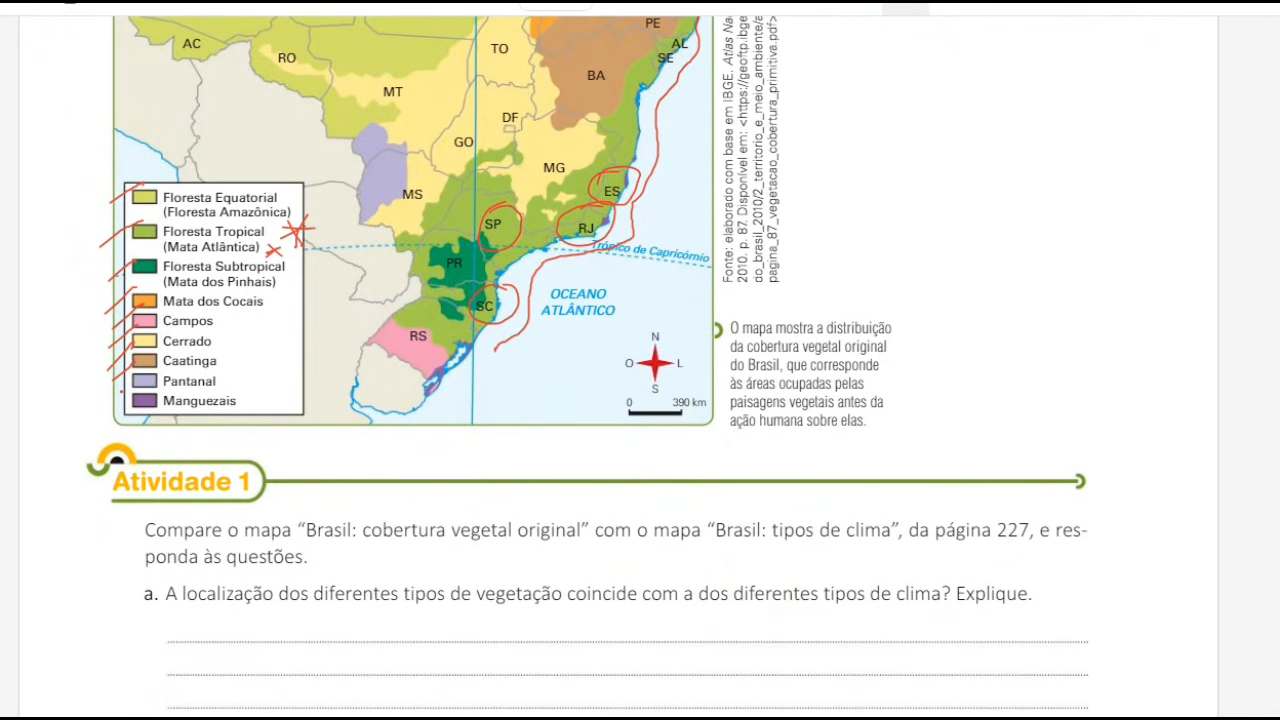 PE
AC
RO
TO
AL
SE
BA
MT
DF
GO
MG
MS
ES
SP
RJ
Trópico de Capricórnio
PR
SC
RS
OCEANO
ATLÂNTICO
N
O
L
S
0 390 km
Floresta Equatorial
(Floresta Amazônica)
Floresta Tropical
(Mata Atlântica)
Floresta Subtropical
(Mata dos Pinhais)
Mata dos Cocais
Campos
Cerrado
Caatinga
Pantanal
Manguezais
Fonte: elaborado com base em IBGE. Atlas Na
2010. p. 87. Disponível em: <https://geoftp.ibge
do_brasil_2010/2_territorio_e_meio_ambiente/a
pagina_87_vegetacao_cobertura_primitiva.pdf>
O mapa mostra a distribuição
da cobertura vegetal original
do Brasil, que corresponde
às áreas ocupadas pelas
paisagens vegetais antes da
ação humana sobre elas.
Atividade 1
Compare o mapa “Brasil: cobertura vegetal original” com o mapa “Brasil: tipos de clima”, da página 227, e res-
ponda às questões.
a. A localização dos diferentes tipos de vegetação coincide com a dos diferentes tipos de clima? Explique.